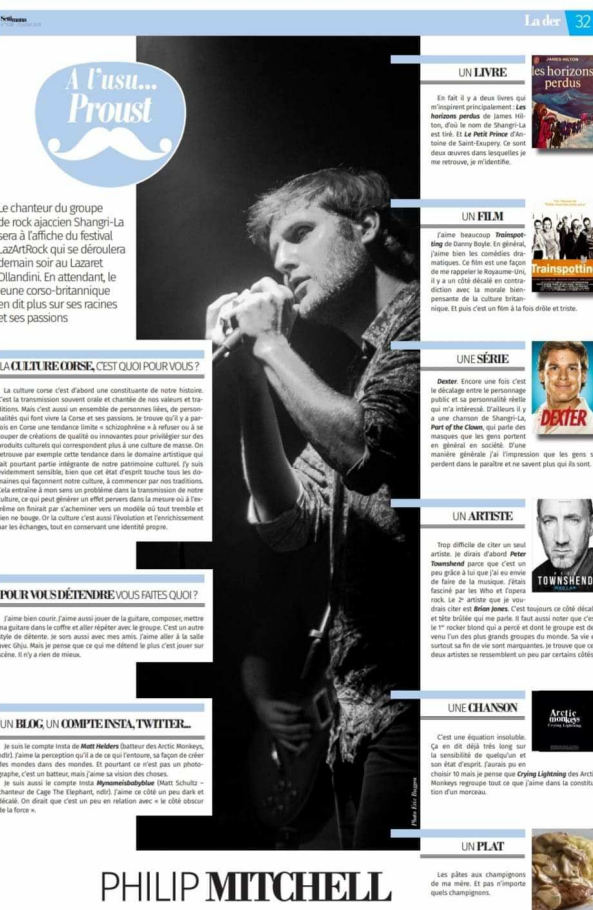 Settimana
La der 32
A l'usu...
Proust
Le chanteur du groupe
de rock ajaccien Shangri-La
sera à l'affiche du festival
LazArtRock qui se déroulera
demain soir au Lazaret
Ollandini. En attendant, le
jeune corso-britannique
en dit plus sur ses racines
et ses passions
LA CULTURE CORSE, C'EST QUOI POUR VOUS ?
La culture corse c'est d'abord une constituante de notre histoire.
C'est la transmission souvent orale et chantée de nos valeurs et tra-
ditions. Mais c'est aussi un ensemble de personnes liées, de person-
nalités qui font vivre la Corse et ses passions. Je trouve qu'il y a par-
fois en Corse une tendance limite « schizophrène » à refuser ou à se
couper de créations de qualité ou innovantes pour privilégier sur des
produits culturels qui correspondent plus à une culture de masse. On
retrouve par exemple cette tendance dans le domaine artistique qui
fait pourtant partie intégrante de notre patrimoine culturel. J'y suis
évidemment sensible, bien que cet état d'esprit touche tous les do-
maines qui façonnent notre culture, à commencer par nos traditions.
Cela entraîne à mon sens un problème dans la transmission de notre
culture, ce qui peut générer un effet pervers dans la mesure où à l'ex-
trême on finirait par s'acheminer vers un modèle où tout tremble et
rien ne bouge. Or la culture c'est aussi l'évolution et l'enrichissement
par les échanges, tout en conservant une identité propre.
POUR VOUS DÉTENDRE VOUS FAITES QUOI ?
J'aime bien courir. J'aime aussi jouer de la guitare, composer, mettre
ma guitare dans le coffre et aller répéter avec le groupe. C'est un autre
style de détente. Je sors aussi avec mes amis. J'aime aller à la salle
avec Ghju. Mais je pense que ce qui me détend le plus c'est jouer sur
scène. Il n'y a rien de mieux.
UN BLOG, UN COMPTE INSTA, TWITTER...
Je suis le compte Insta de Matt Helders (batteur des Arctic Monkeys,
ndlr). J'aime la perception qu'il a de ce qui l'entoure, sa façon de créer
des mondes dans des mondes. Et pourtant ce n'est pas un photo-
graphe, c'est un batteur, mais j'aime sa vision des choses.
Je suis aussi le compte Insta Mynameisbabyblue (Matt Schultz –
chanteur de Cage The Elephant, ndlr). J'aime ce côté un peu dark et
décalé. On dirait que c'est un peu en relation avec « le côté obscur
de la force ».
Photo Eric Buggea
PHILIP MITCHELL
UN LIVRE
En fait il y a deux livres qui
m'inspirent principalement : Les
horizons perdus de James Hil-
ton, d'où le nom de Shangri-La
est tiré. Et Le Petit Prince d'An-
toine de Saint-Exupery. Ce sont
deux œuvres dans lesquelles je
me retrouve, je m'identifie.
JAMES HILTON
les horizons
perdus
UN FILM
J'aime beaucoup Trainspot-
ting de Danny Boyle. En général,
j'aime bien les comédies dra-
matiques. Ce film est une façon
de me rappeler le Royaume-Uni,
il y a un côté décalé en contra-
diction avec la morale bien-
pensante de la culture britan-
nique. Et puis c'est un film à la fois drôle et triste.
Trainspotting
UNE SÉRIE
Dexter. Encore une fois c'est
le décalage entre le personnage
public et sa personnalité réelle
qui m'a intéressé. D'ailleurs il y
a une chanson de Shangri-La,
Part of the Clown, qui parle des
masques que les gens portent
en général en société. D'une
manière générale j'ai l'impression que les gens s
perdent dans le paraître et ne savent plus qui ils sont.
DEXTER
UN ARTISTE
Trop difficile de citer un seul
artiste. Je dirais d'abord Peter
Townshend parce que c'est un
peu grâce à lui que j'ai eu envie
de faire de la musique. J'étais
fasciné par les Who et l'opera
rock. Le 2e artiste que je vou-
drais citer est Brian Jones. C'est toujours ce côté décal
et tête brûlée qui me parle. Il faut aussi noter que c'es
le 1er rocker blond qui a percé et dont le groupe est de
venu l'un des plus grands groupes du monde. Sa vie e
surtout sa fin de vie sont marquantes. Je trouve que ce
deux artistes se ressemblent un peu par certains côtés
TOWNSHEND
UNE CHANSON
C'est une équation insoluble.
Ça en dit déjà très long sur
la sensibilité de quelqu'un et
son état d'esprit. J'aurais pu en
choisir 10 mais je pense que Crying Lightning des Arcti
Monkeys regroupe tout ce que j'aime dans la constitu
tion d'un morceau.
Arctic
monkeys
Crying Lightning
UN PLAT
Les pâtes aux champignons
de ma mère. Et pas n'importe
quels champignons.